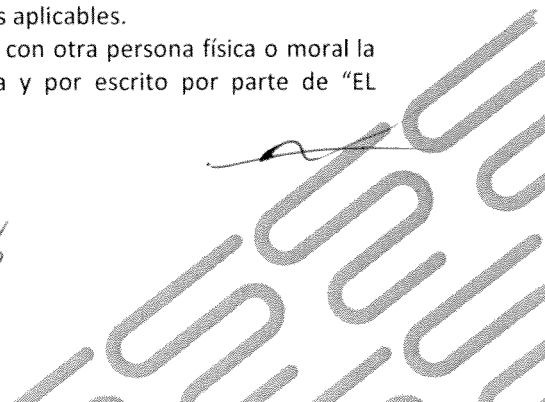 s aplicables.
con otra persona física o moral la
a y por escrito por parte de “EL